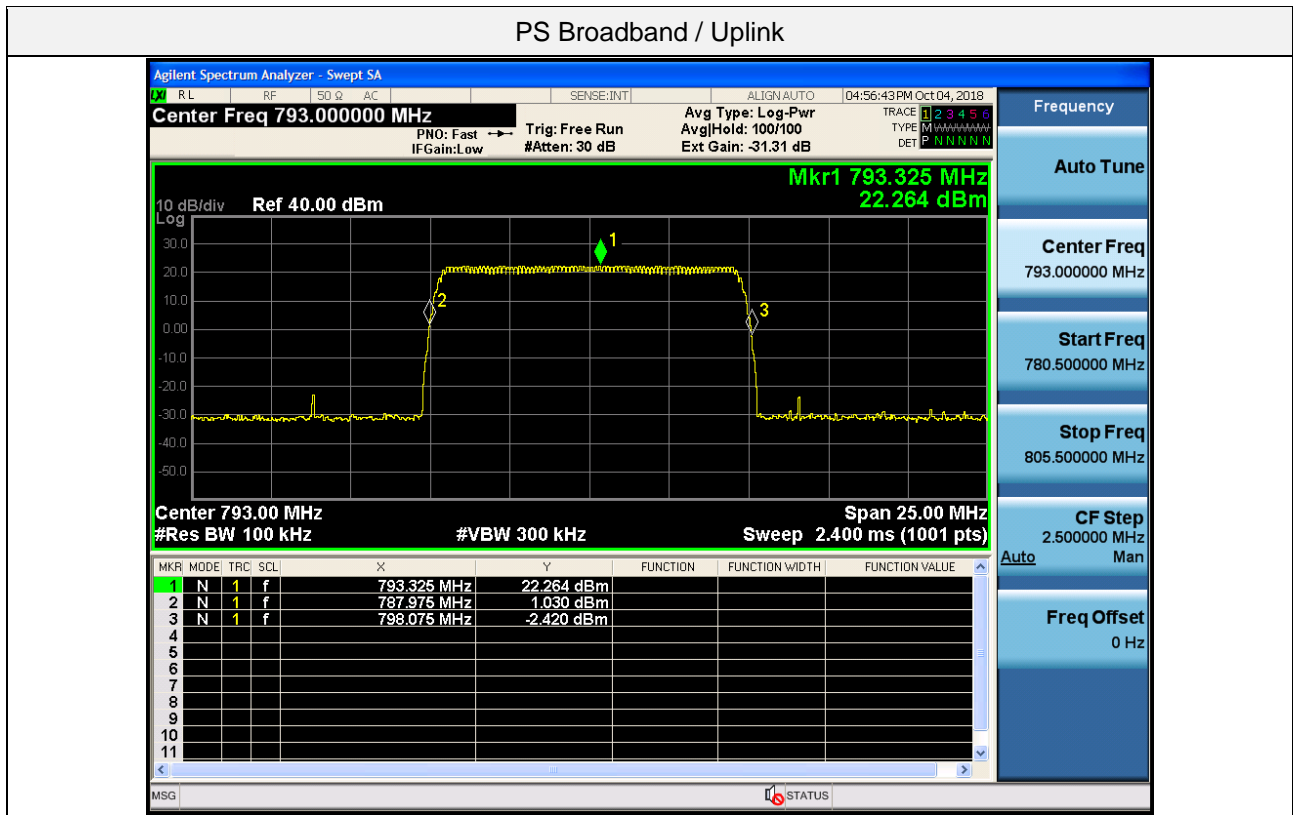 PS Broadband / Uplink
Agilent Spectrum Analyzer - Swept SA
LXI RL RF 50 Ω AC SENSE:INT ALIGN AUTO 04:56:43 PM Oct 04, 2018
Center Freq 793.000000 MHz
PNO: Fast
IFGain:Low
Trig: Free Run
#Atten: 30 dB
Avg Type: Log-Pwr
Avg|Hold: 100/100
Ext Gain: -31.31 dB
TRACE 1 2 3 4 5 6
TYPE M W W W W W
DET P N N N N N
Mkr1 793.325 MHz
22.264 dBm
10 dB/div Ref 40.00 dBm
Log
30.0
20.0
10.0
0.00
-10.0
-20.0
-30.0
-40.0
-50.0
1
2
3
Center 793.00 MHz Span 25.00 MHz
#Res BW 100 kHz #VBW 300 kHz Sweep 2.400 ms (1001 pts)
MKR MODE TRC SCL X Y FUNCTION FUNCTION WIDTH FUNCTION VALUE
1 N 1 f 793.325 MHz 22.264 dBm
2 N 1 f 787.975 MHz 1.030 dBm
3 N 1 f 798.075 MHz -2.420 dBm
4
5
6
7
8
9
10
11
MSG STATUS
Frequency
Auto Tune
Center Freq
793.000000 MHz
Start Freq
780.500000 MHz
Stop Freq
805.500000 MHz
CF Step
2.500000 MHz
Auto Man
Freq Offset
0 Hz